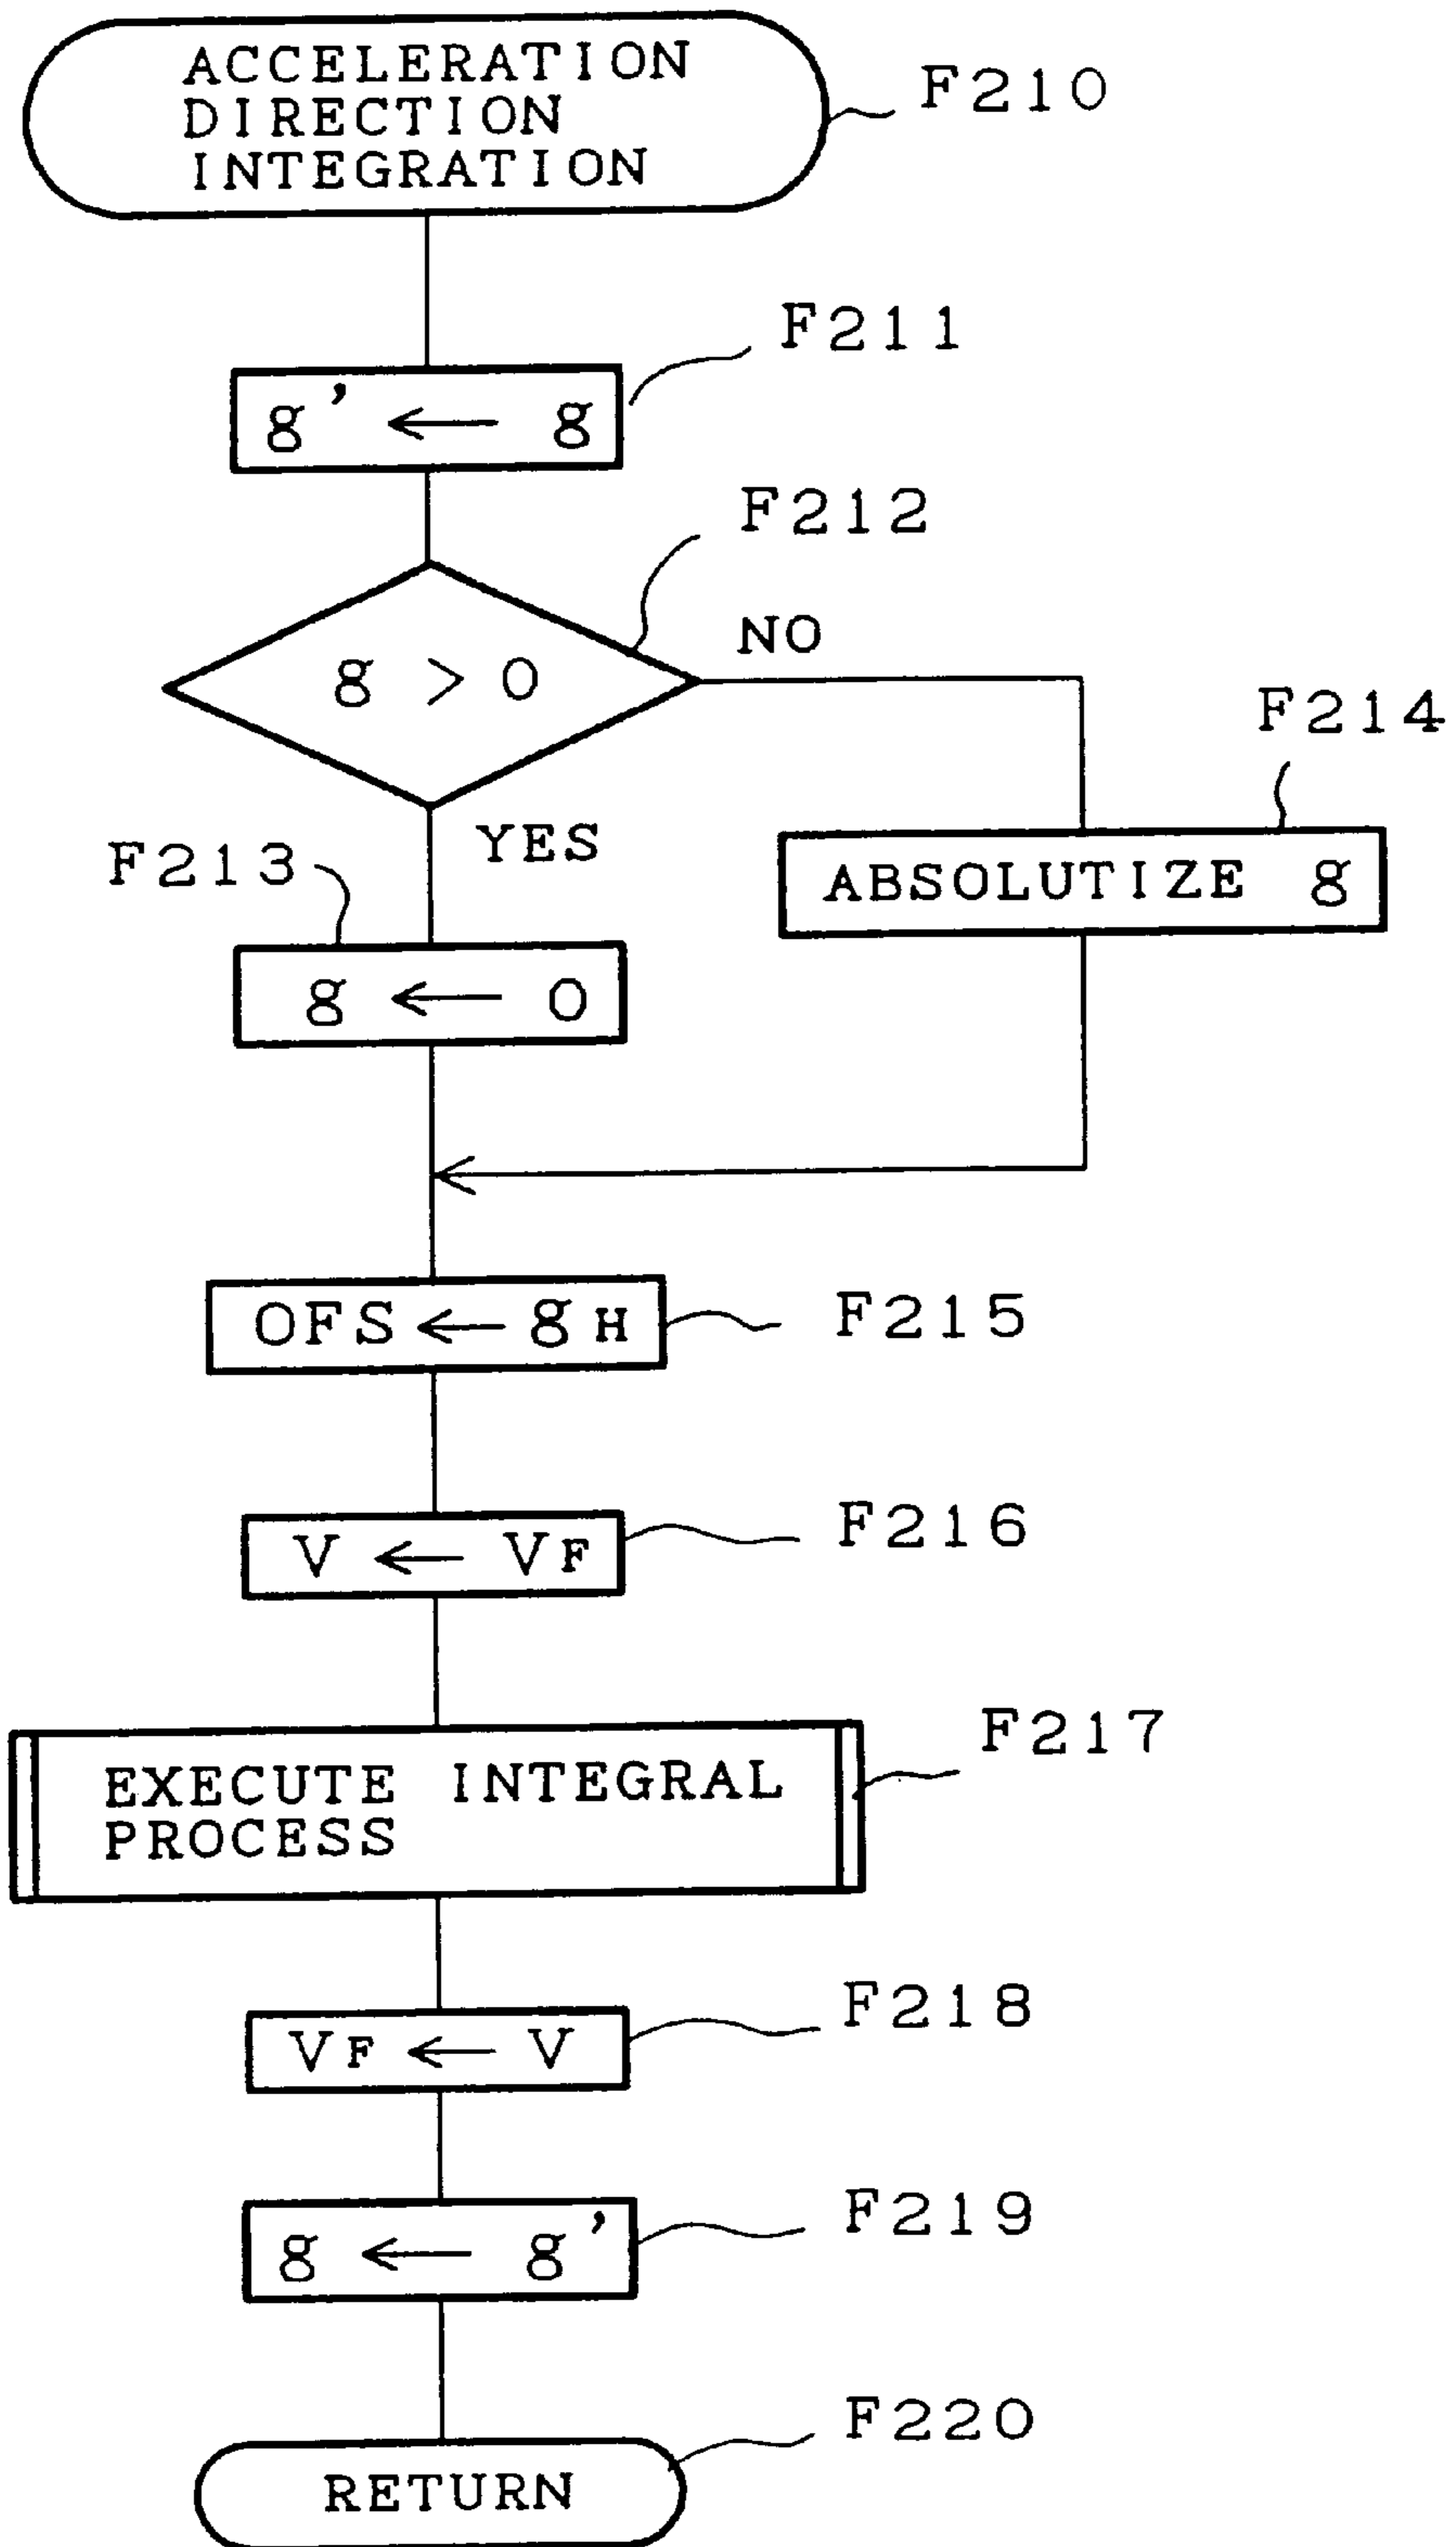 ACCELERATION
DIRECTION
INTEGRATION
F210
F211
g' ← g
F212
g > 0
NO
F214
YES
F213
ABSOLUTIZE g
g ← 0
OFS ← gH
F215
V ← VF
F216
F217
EXECUTE INTEGRAL
PROCESS
F218
VF ← V
F219
g ← g'
F220
RETURN